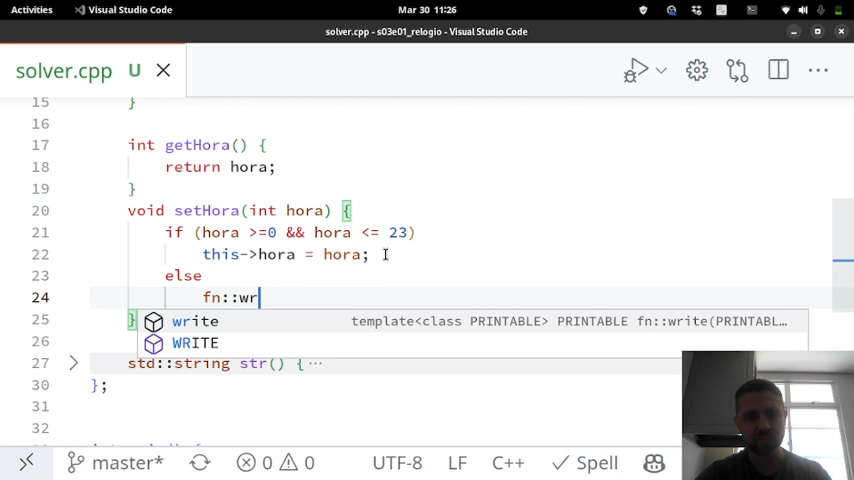 Activities Visual Studio Code Mar 30 11:26
solver.cpp - s03e01_relogio - Visual Studio Code
solver.cpp U
15 }
16
17 int getHora() {
18 return hora;
19 }
20 void setHora(int hora) {
21 if (hora >=0 && hora <= 23)
22 this->hora = hora;
23 else
24 fn::wr
write template<class PRINTABLE> PRINTABLE fn::write(PRINTABL…
25 }
WRITE
26
27 std::string str() { ···
30 };
31
32
master* 0 0 UTF-8 LF C++ Spell